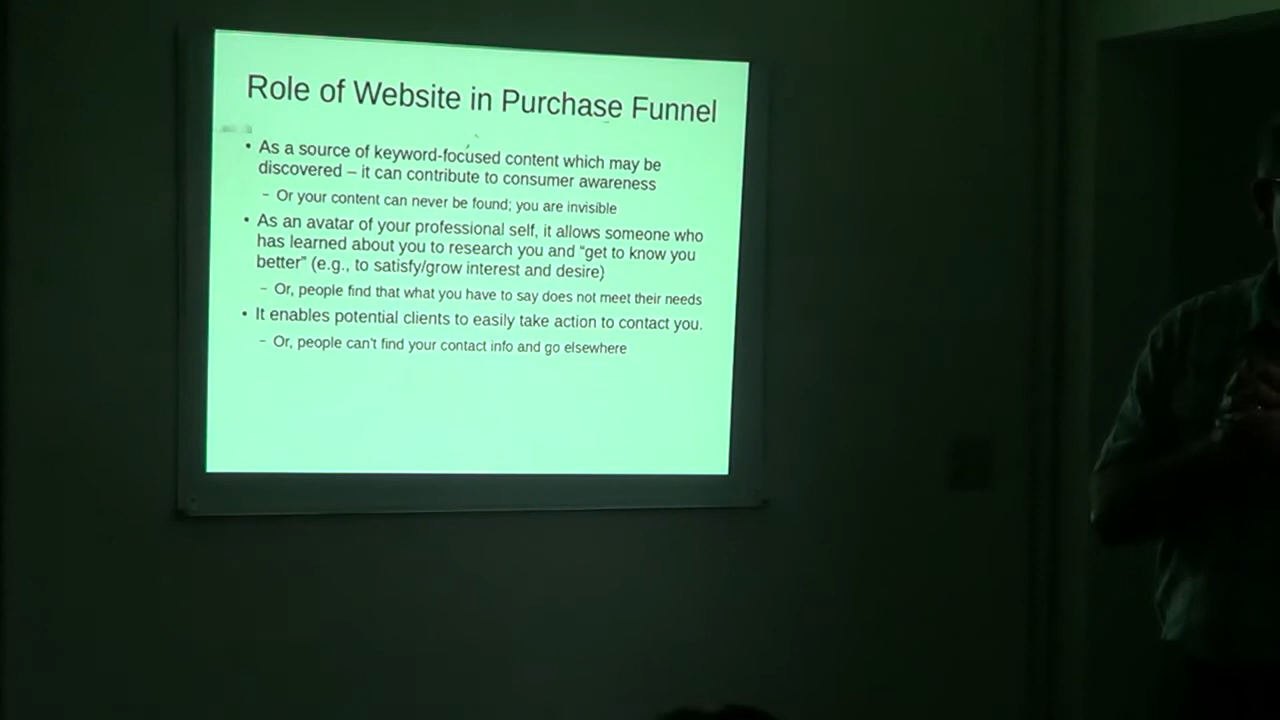 Role of Website in Purchase Funnel
• As a source of keyword-focused content which may be
discovered – it can contribute to consumer awareness
– Or your content can never be found; you are invisible
• As an avatar of your professional self, it allows someone who
has learned about you to research you and “get to know you
better” (e.g., to satisfy/grow interest and desire)
– Or, people find that what you have to say does not meet their needs
• It enables potential clients to easily take action to contact you.
– Or, people can't find your contact info and go elsewhere